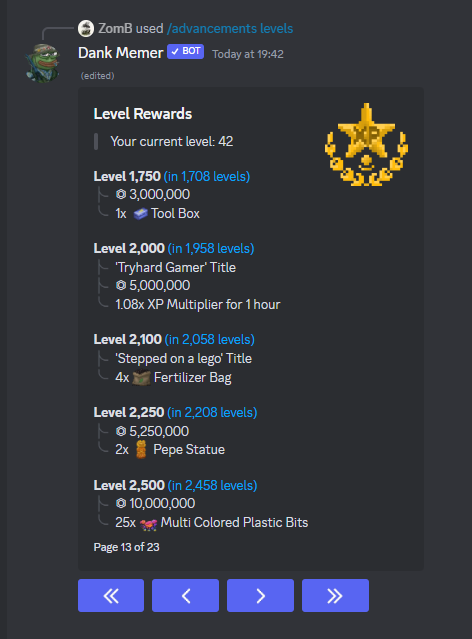 ZomB used /advancements levels
Dank Memer ✓ BOT Today at 19:42
(edited)
Level Rewards
Your current level: 42
XP
Level 1,750 (in 1,708 levels)
3,000,000
1x Tool Box
Level 2,000 (in 1,958 levels)
'Tryhard Gamer' Title
5,000,000
1.08x XP Multiplier for 1 hour
Level 2,100 (in 2,058 levels)
'Stepped on a lego' Title
4x Fertilizer Bag
Level 2,250 (in 2,208 levels)
5,250,000
2x Pepe Statue
Level 2,500 (in 2,458 levels)
10,000,000
25x Multi Colored Plastic Bits
Page 13 of 23